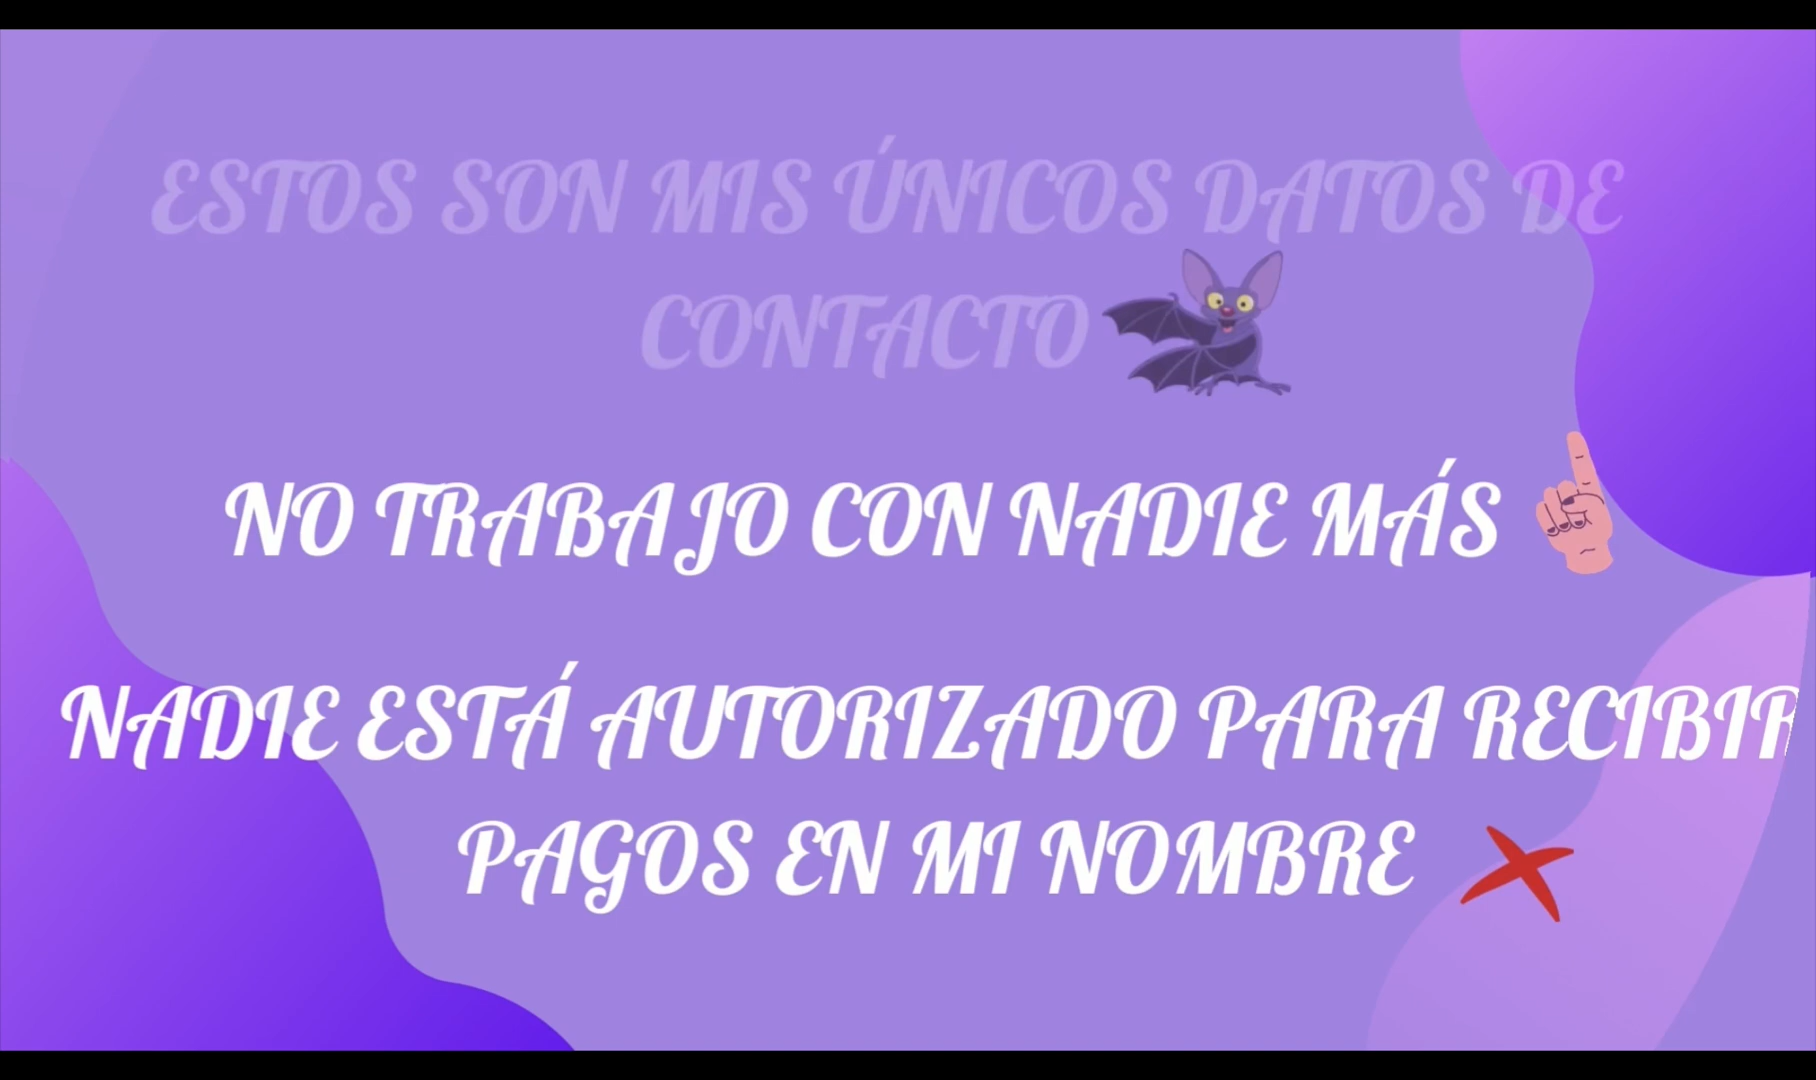 ESTOS SON MIS ÚNICOS DATOS DE
CONTACTO
NO TRABAJO CON NADIE MÁS
NADIE ESTÁ AUTORIZADO PARA RECIBIR
PAGOS EN MI NOMBRE